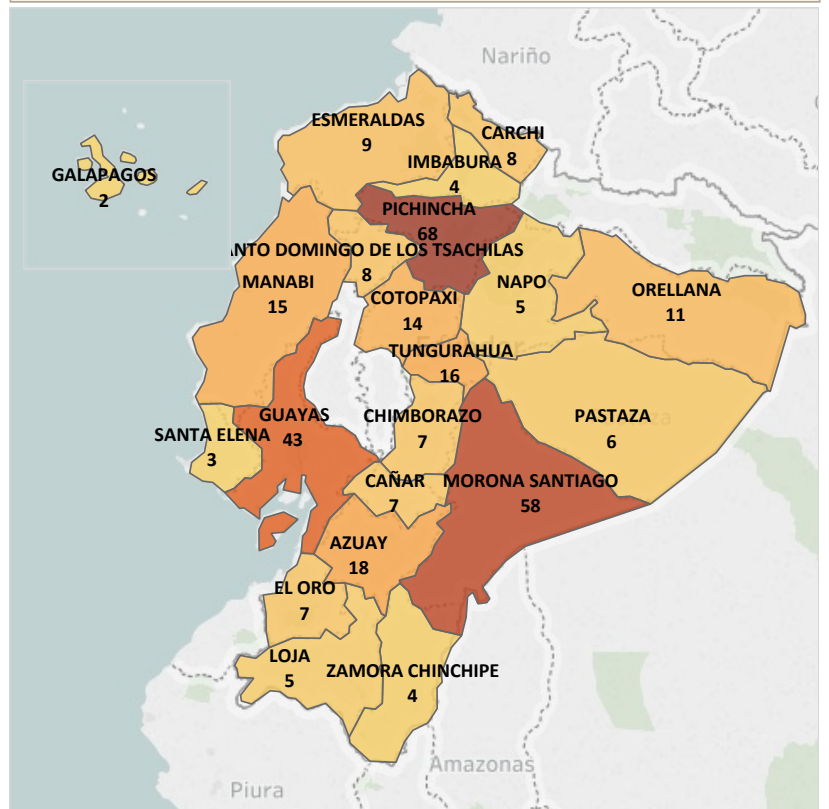 Nariño
ESMERALDAS
9
CARCHI
8
IMBABURA
4
GALAPAGOS
2
PICHINCHA
68
ANTO DOMINGO DE LOS TSACHILAS
8
MANABI
15
NAPO
5
ORELLANA
11
COTOPAXI
14
TUNGURAHUA
16
GUAYAS
43
CHIMBORAZO
7
PASTAZA
6
SANTA ELENA
3
CAÑAR
7
MORONA SANTIAGO
58
AZUAY
18
EL ORO
7
LOJA
5
ZAMORA CHINCHIPE
4
Amazonas
Piura